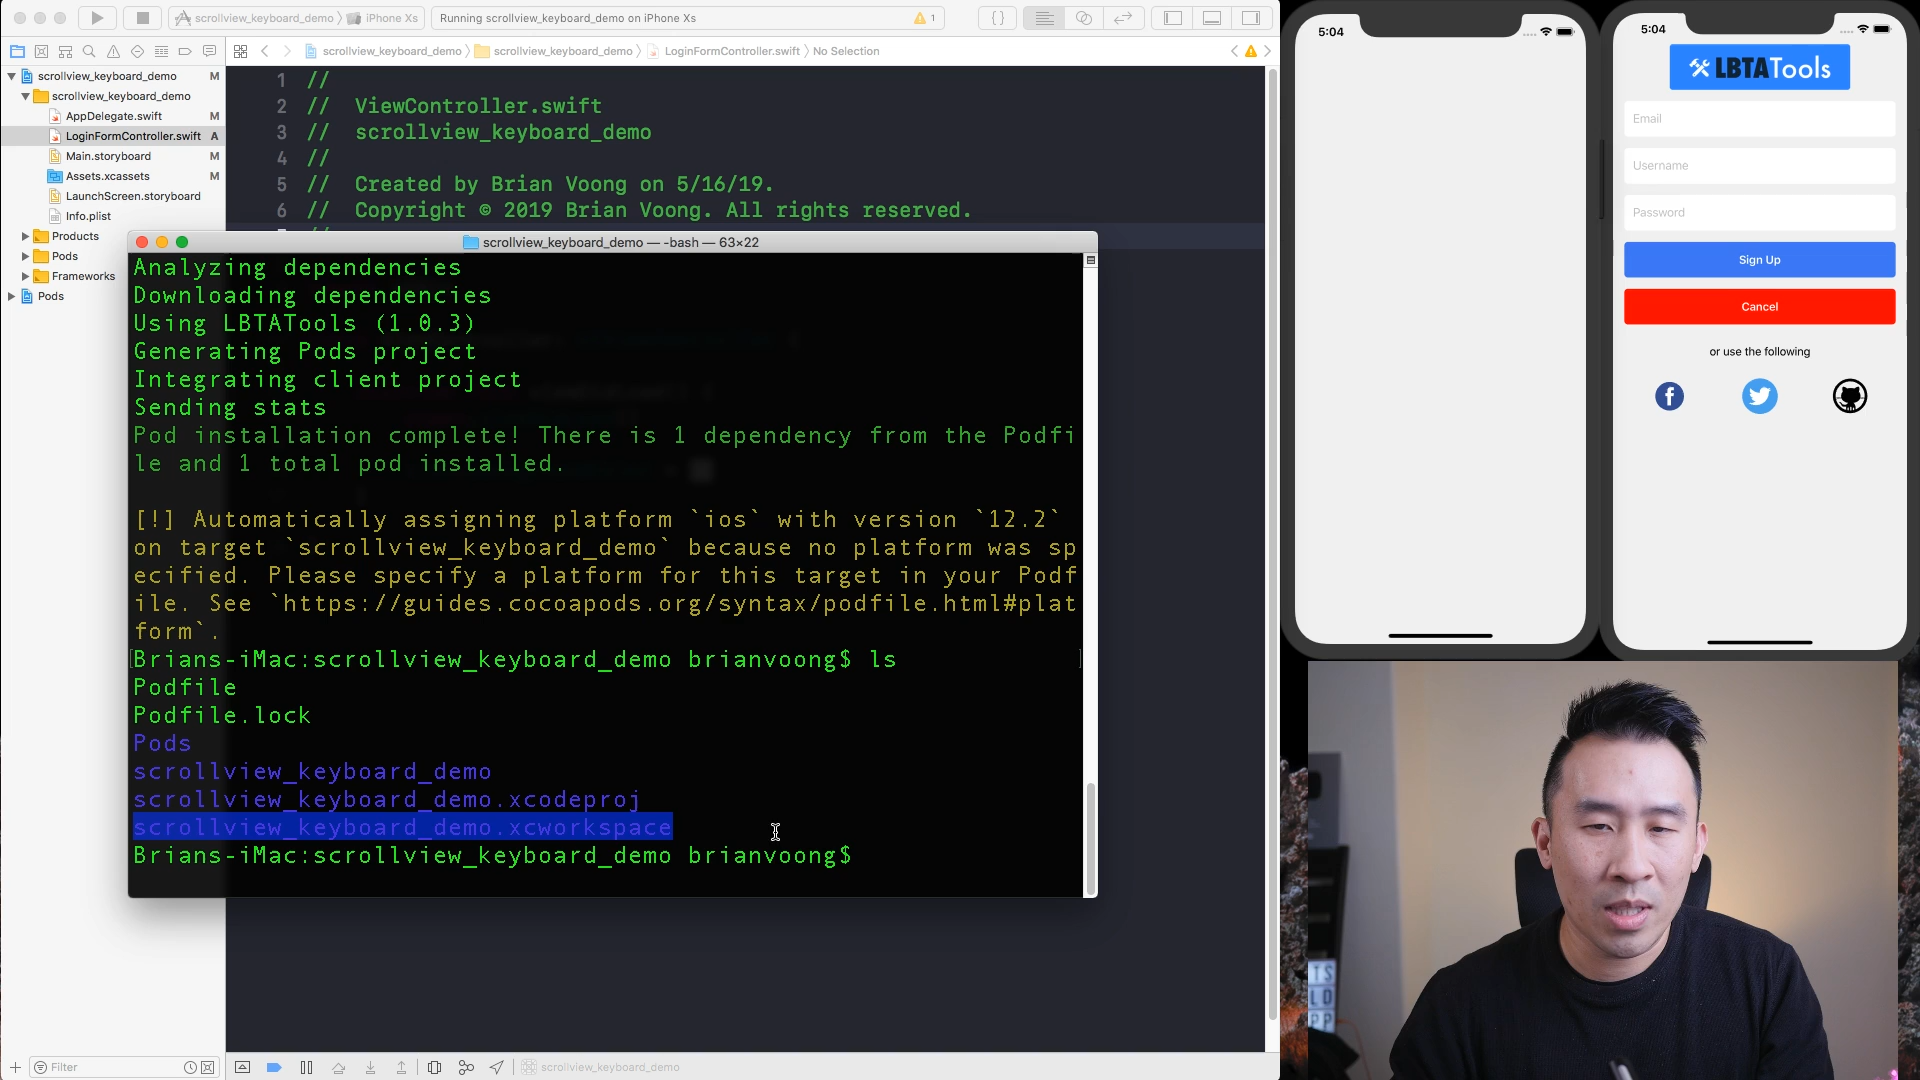 scrollview_keyboard_demo
iPhone Xs
Running scrollview_keyboard_demo on iPhone Xs
1
scrollview_keyboard_demo
scrollview_keyboard_demo
LoginFormController.swift
No Selection
scrollview_keyboard_demo M
scrollview_keyboard_demo
AppDelegate.swift M
LoginFormController.swift A
Main.storyboard M
Assets.xcassets M
LaunchScreen.storyboard
Info.plist
Products
Pods
Frameworks
Pods
1 //
2 // ViewController.swift
3 // scrollview_keyboard_demo
4 //
5 // Created by Brian Voong on 5/16/19.
6 // Copyright © 2019 Brian Voong. All rights reserved.
scrollview_keyboard_demo — -bash — 63×22
Analyzing dependencies
Downloading dependencies
Using LBTATools (1.0.3)
Generating Pods project
Integrating client project
Sending stats
Pod installation complete! There is 1 dependency from the Podfi
le and 1 total pod installed.
[!] Automatically assigning platform `ios` with version `12.2`
on target `scrollview_keyboard_demo` because no platform was sp
ecified. Please specify a platform for this target in your Podf
ile. See `https://guides.cocoapods.org/syntax/podfile.html#plat
form`.
Brians-iMac:scrollview_keyboard_demo brianvoong$ ls
Podfile
Podfile.lock
Pods
scrollview_keyboard_demo
scrollview_keyboard_demo.xcodeproj
scrollview_keyboard_demo.xcworkspace
Brians-iMac:scrollview_keyboard_demo brianvoong$
Filter
scrollview_keyboard_demo
5:04
5:04
LBTATools
Email
Username
Password
Sign Up
Cancel
or use the following
f
TS
LD
PP